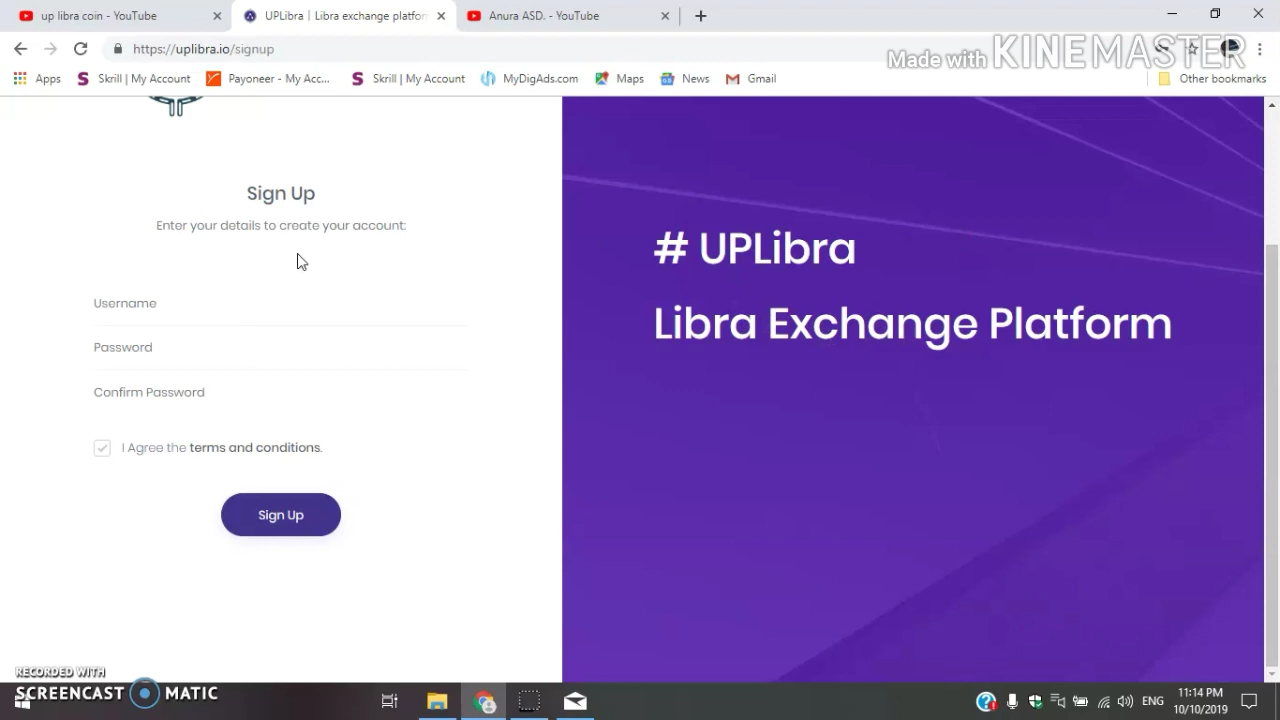 up libra coin - YouTube
UPLibra | Libra exchange platfor
Anura ASD. - YouTube
https://uplibra.io/signup
Made with KINEMASTER
Apps
Skrill | My Account
Payoneer - My Acc...
Skrill | My Account
MyDigAds.com
Maps
News
Gmail
Other bookmarks
Sign Up
Enter your details to create your account:
Username
Password
Confirm Password
I Agree the terms and conditions.
Sign Up
# UPLibra
Libra Exchange Platform
RECORDED WITH
SCREENCAST MATIC
ENG
11:14 PM
10/10/2019